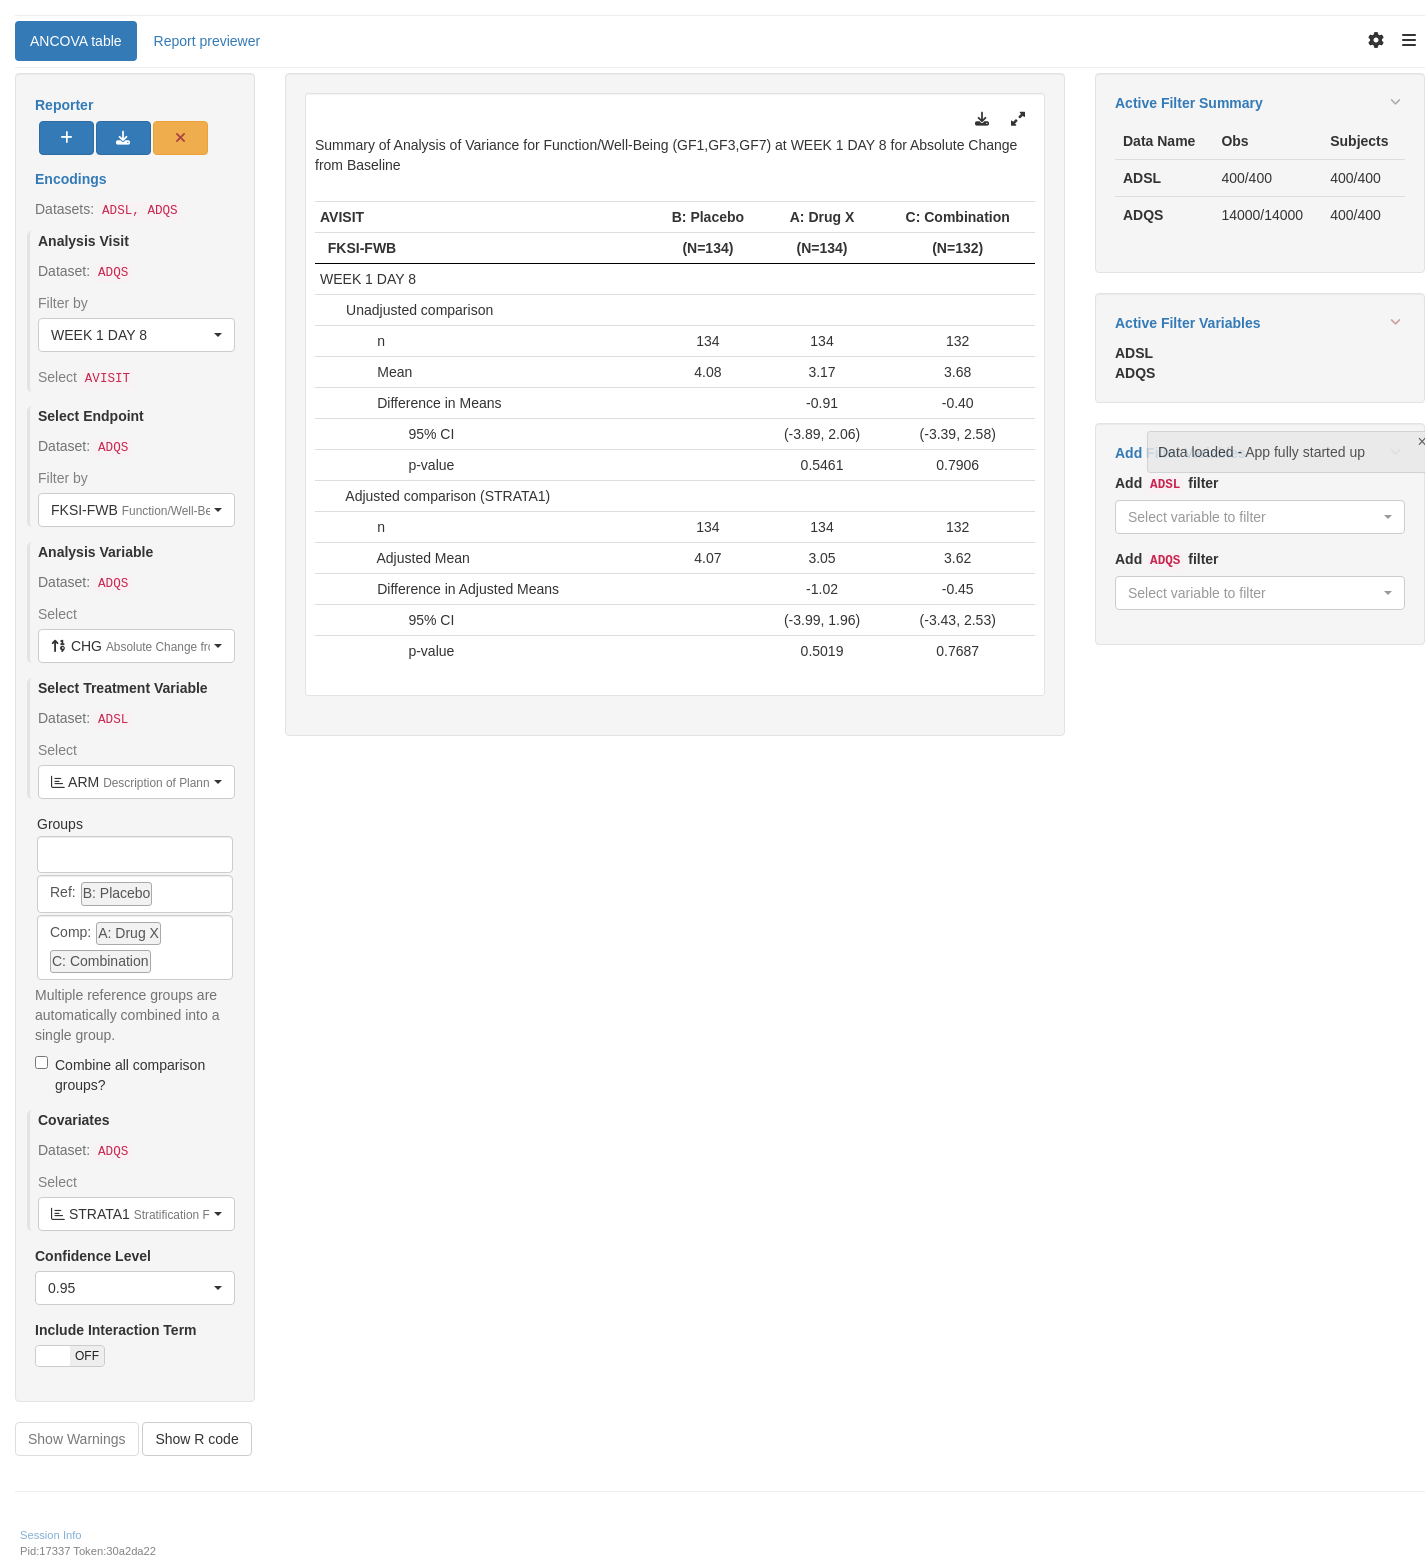 ANCOVA table
Report previewer
Reporter
Encodings
Datasets: ADSL, ADQS
Analysis Visit
Dataset: ADQS
Filter by
WEEK 1 DAY 8
Select AVISIT
Select Endpoint
Dataset: ADQS
Filter by
FKSI-FWB Function/Well-Be
Analysis Variable
Dataset: ADQS
Select
CHG Absolute Change fro
Select Treatment Variable
Dataset: ADSL
Select
ARM Description of Plann
Groups
Ref: B: Placebo
Comp: A: Drug X
C: Combination
Multiple reference groups are
automatically combined into a
single group.
Combine all comparison
groups?
Covariates
Dataset: ADQS
Select
STRATA1 Stratification F
Confidence Level
0.95
Include Interaction Term
OFF
Show Warnings
Show R code
Summary of Analysis of Variance for Function/Well-Being (GF1,GF3,GF7) at WEEK 1 DAY 8 for Absolute Change
from Baseline
AVISIT B: Placebo A: Drug X C: Combination
FKSI-FWB (N=134) (N=134) (N=132)
WEEK 1 DAY 8
Unadjusted comparison
n 134 134 132
Mean 4.08 3.17 3.68
Difference in Means -0.91 -0.40
95% CI (-3.89, 2.06) (-3.39, 2.58)
p-value 0.5461 0.7906
Adjusted comparison (STRATA1)
n 134 134 132
Adjusted Mean 4.07 3.05 3.62
Difference in Adjusted Means -1.02 -0.45
95% CI (-3.99, 1.96) (-3.43, 2.53)
p-value 0.5019 0.7687
Active Filter Summary
Data Name Obs Subjects
ADSL 400/400 400/400
ADQS 14000/14000 400/400
Active Filter Variables
ADSL
ADQS
Add
Data loaded - App fully started up
×
Add ADSL filter
Select variable to filter
Add ADQS filter
Select variable to filter
Session Info
Pid:17337 Token:30a2da22